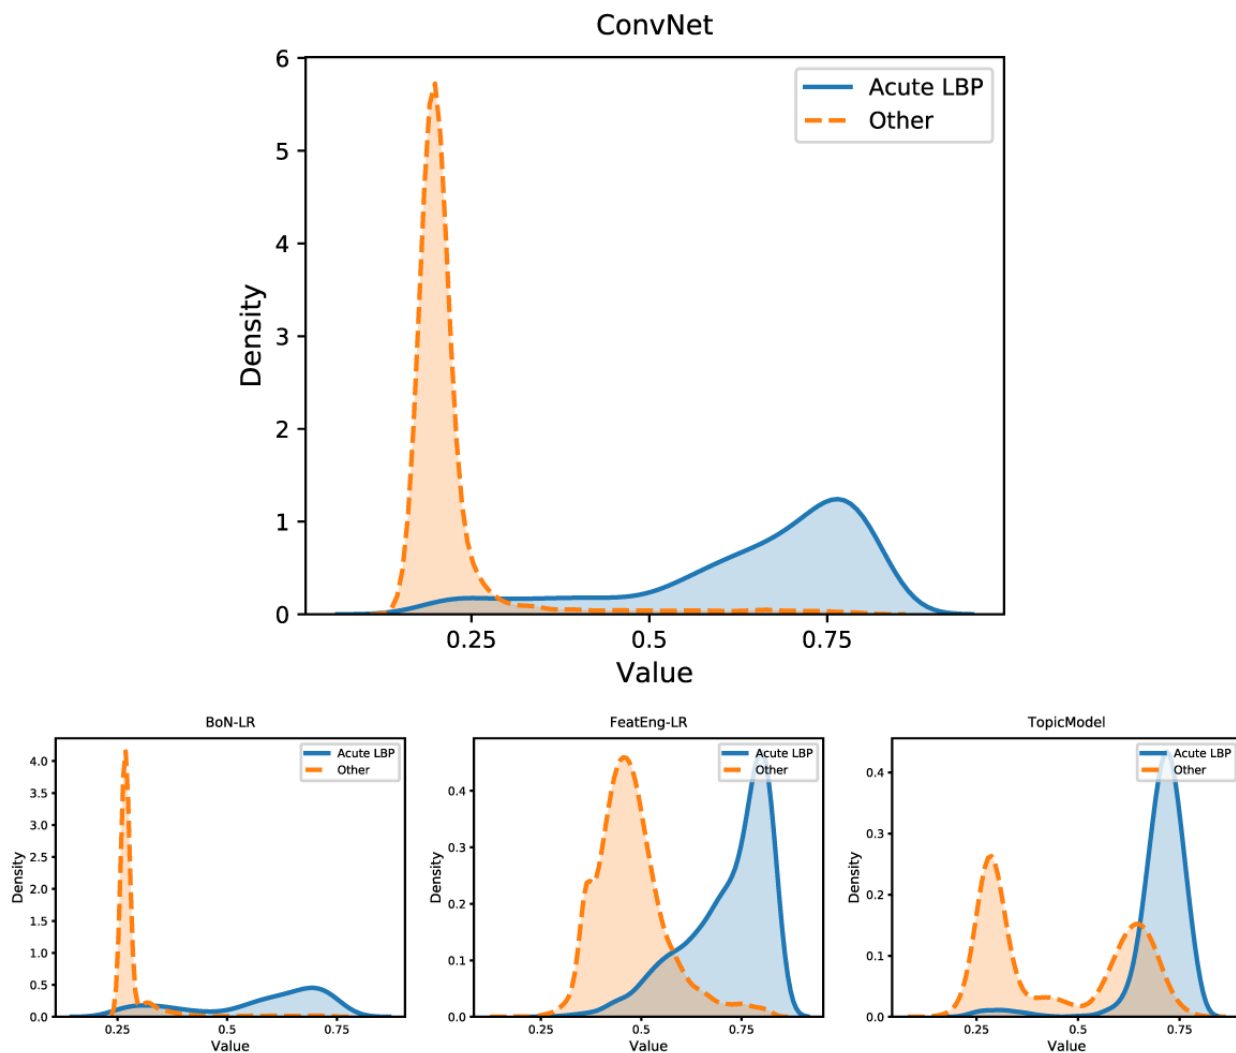 ConvNet
6
5
4
3
2
1
0
Density
0.25 0.5 0.75
Value
Acute LBP
Other
BoN-LR
4.0
3.5
3.0
2.5
2.0
1.5
1.0
0.5
0.0
Density
0.25 0.5 0.75
Value
Acute LBP
Other
FeatEng-LR
0.4
0.3
0.2
0.1
0.0
Density
0.25 0.5 0.75
Value
Acute LBP
Other
TopicModel
0.4
0.3
0.2
0.1
0.0
Density
0.25 0.5 0.75
Value
Acute LBP
Other